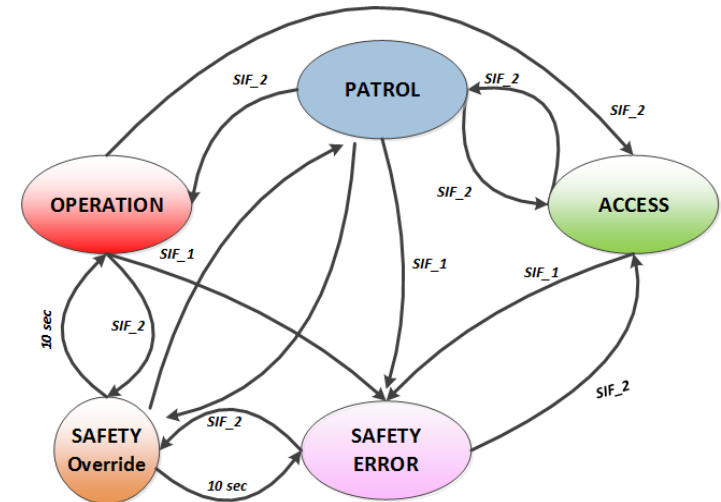 SIF_2
PATROL
SIF_2
SIF_2
SIF_2
OPERATION
ACCESS
SIF_1
SIF_1
SIF_1
10 sec
SIF_2
SIF_2
SAFETY
Override
SIF_2
SAFETY
ERROR
10 sec